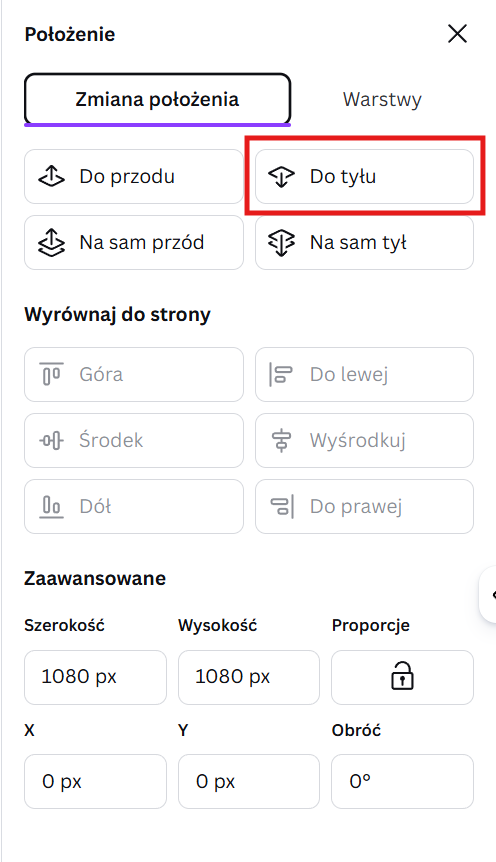 Położenie
Zmiana położenia Warstwy
Do przodu Do tyłu
Na sam przód Na sam tył
Wyrównaj do strony
Góra Do lewej
Środek Wyśrodkuj
Dół Do prawej
Zaawansowane
Szerokość Wysokość Proporcje
1080 px 1080 px
X Y Obróć
0 px 0 px 0°